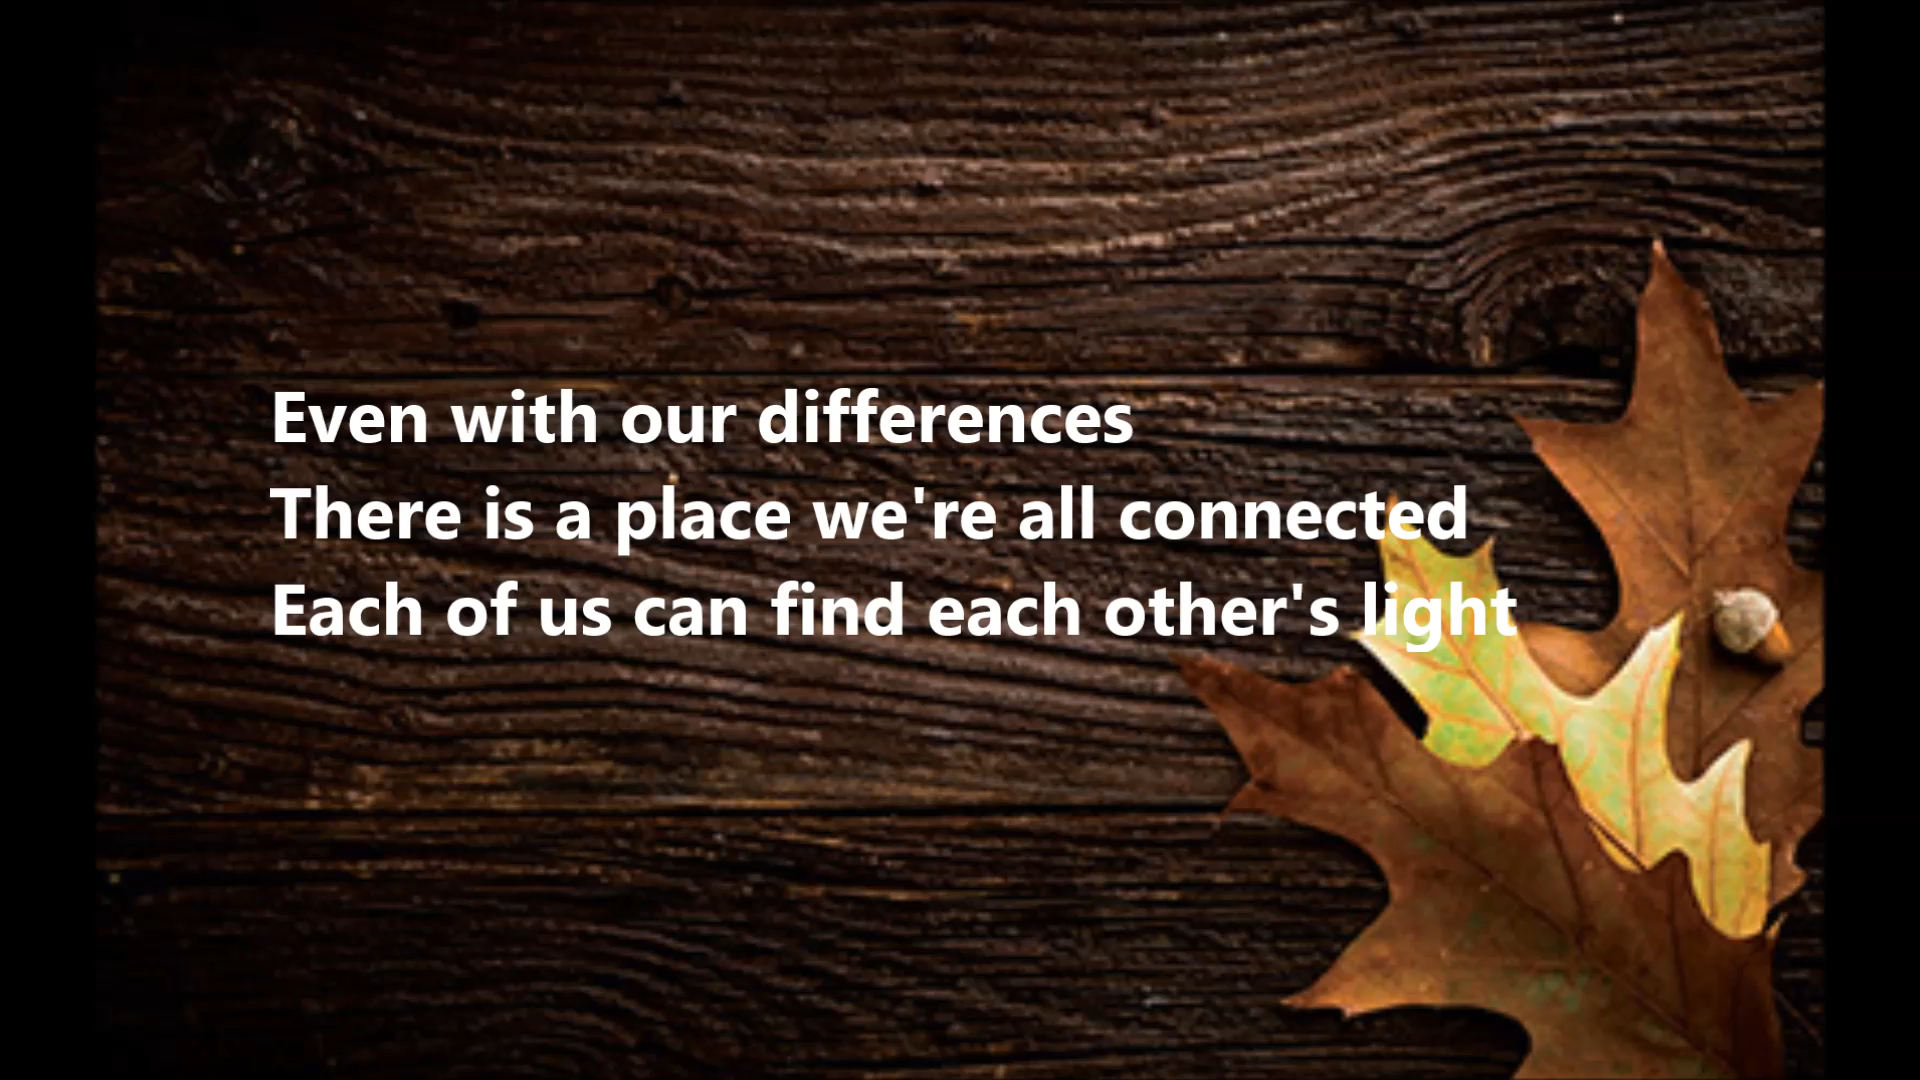 Even with our differences
There is a place we're all connected
Each of us can find each other's light